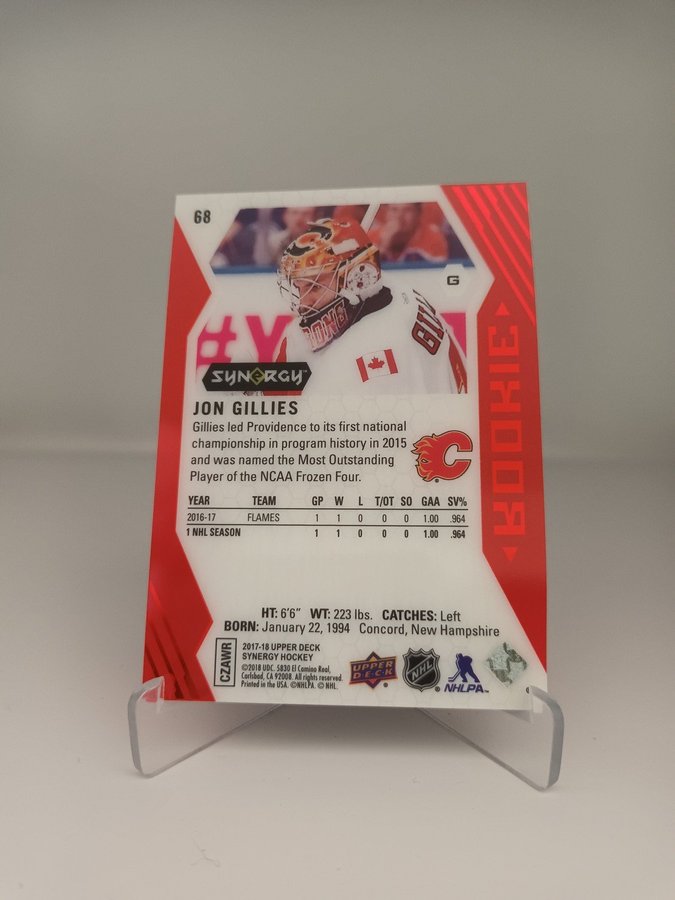 68
G
#Y
GILL
SYNERGY™
ROOKIE
JON GILLIES
Gillies led Providence to its first national
championship in program history in 2015
and was named the Most Outstanding
Player of the NCAA Frozen Four.
YEAR TEAM GP W L T/OT SO GAA SV%
2016-17 FLAMES 1 1 0 0 0 1.00 .964
1 NHL SEASON 1 1 0 0 0 1.00 .964
HT: 6'6" WT: 223 lbs. CATCHES: Left
BORN: January 22, 1994 Concord, New Hampshire
CZAWR
2017-18 UPPER DECK
SYNERGY HOCKEY
©2018 UDC. 5830 El Camino Real,
Carlsbad, CA 92008. All rights reserved.
Printed in the USA. ©NHLPA. © NHL.
UPPER
DECK
NHL
NHLPA